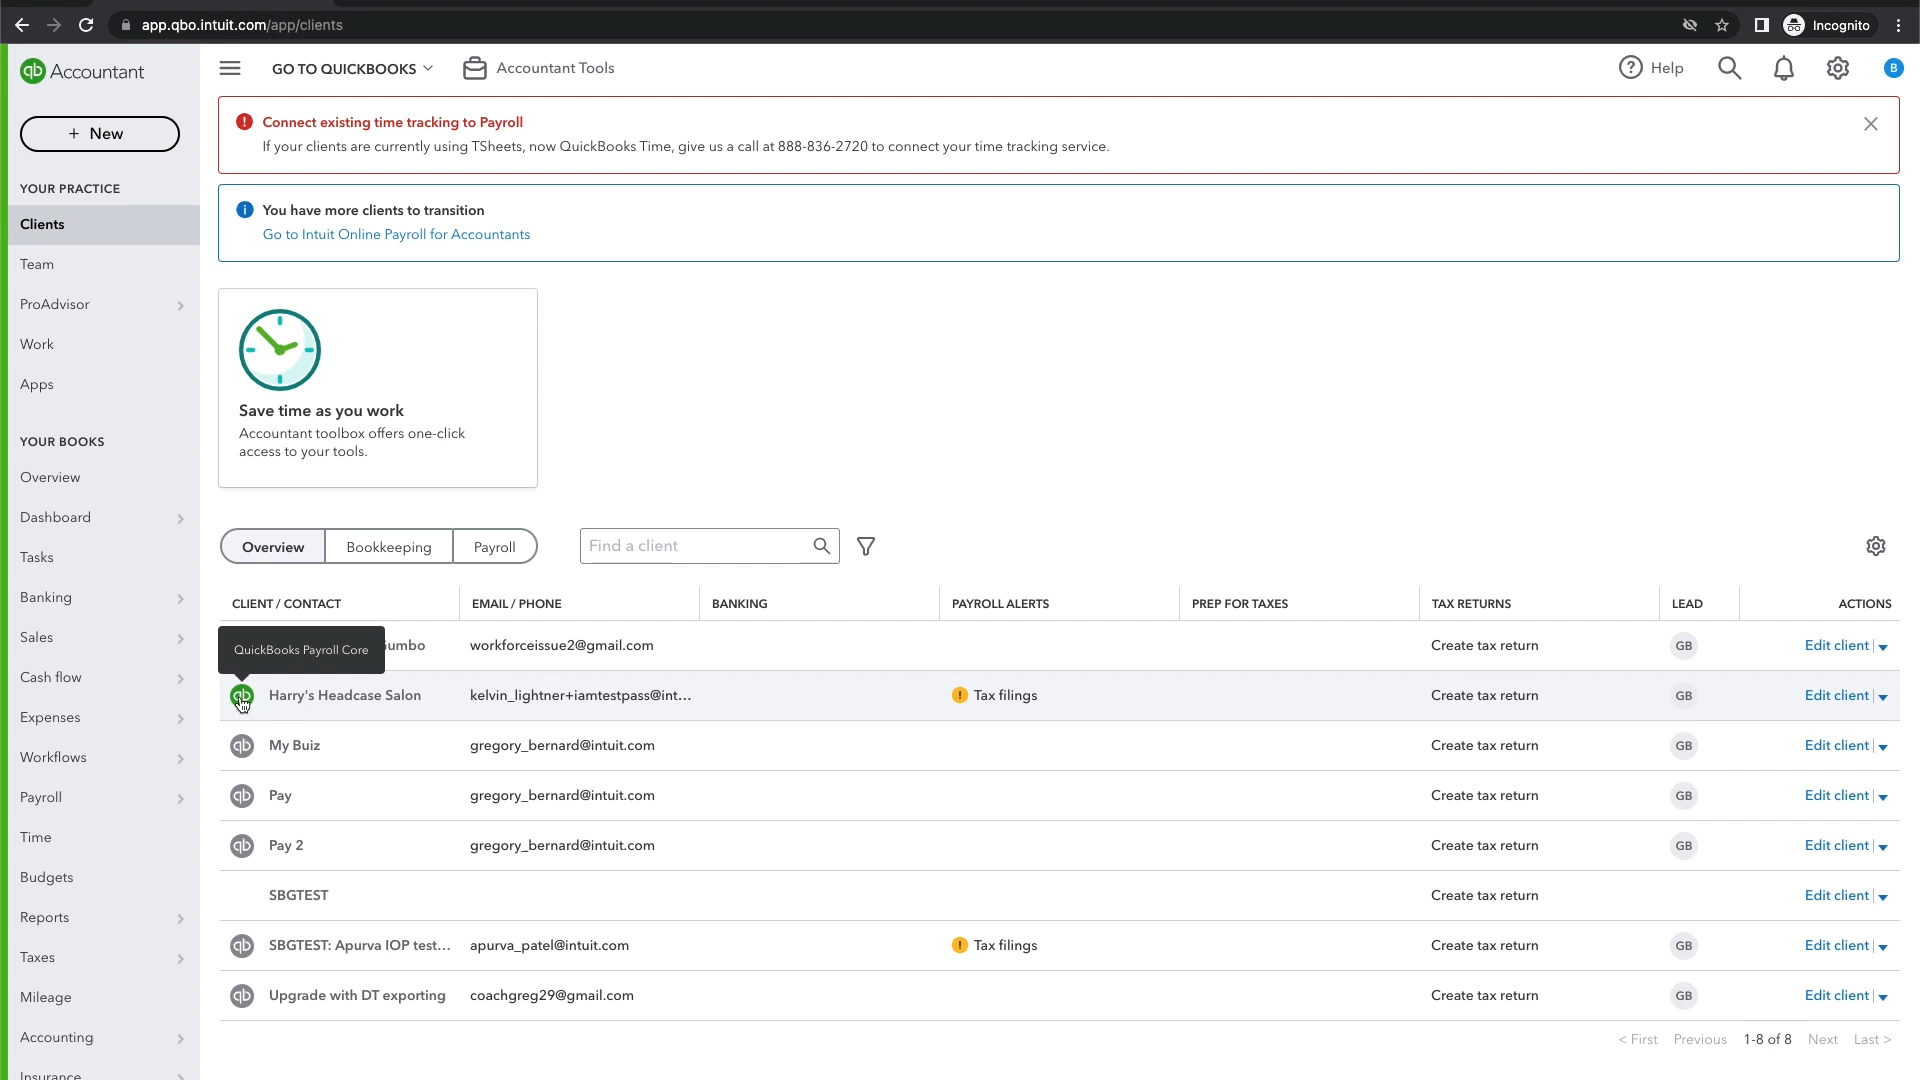 app.qbo.intuit.com/app/clients
Incognito
qb Accountant
GO TO QUICKBOOKS
Accountant Tools
Help
B
+ New
YOUR PRACTICE
Clients
Team
ProAdvisor
Work
Apps
YOUR BOOKS
Overview
Dashboard
Tasks
Banking
Sales
Cash flow
Expenses
Workflows
Payroll
Time
Budgets
Reports
Taxes
Mileage
Accounting
Insurance
Connect existing time tracking to Payroll
If your clients are currently using TSheets, now QuickBooks Time, give us a call at 888-836-2720 to connect your time tracking service.
You have more clients to transition
Go to Intuit Online Payroll for Accountants
Save time as you work
Accountant toolbox offers one-click
access to your tools.
Overview Bookkeeping Payroll
Find a client
CLIENT / CONTACT EMAIL / PHONE BANKING PAYROLL ALERTS PREP FOR TAXES TAX RETURNS LEAD ACTIONS
QuickBooks Payroll Core
workforceissue2@gmail.com Create tax return GB Edit client
qb Harry's Headcase Salon kelvin_lightner+iamtestpass@int... ! Tax filings Create tax return GB Edit client
qb My Buiz gregory_bernard@intuit.com Create tax return GB Edit client
qb Pay gregory_bernard@intuit.com Create tax return GB Edit client
qb Pay 2 gregory_bernard@intuit.com Create tax return GB Edit client
SBGTEST Create tax return Edit client
qb SBGTEST: Apurva IOP test... apurva_patel@intuit.com ! Tax filings Create tax return GB Edit client
qb Upgrade with DT exporting coachgreg29@gmail.com Create tax return GB Edit client
< First Previous 1-8 of 8 Next Last >